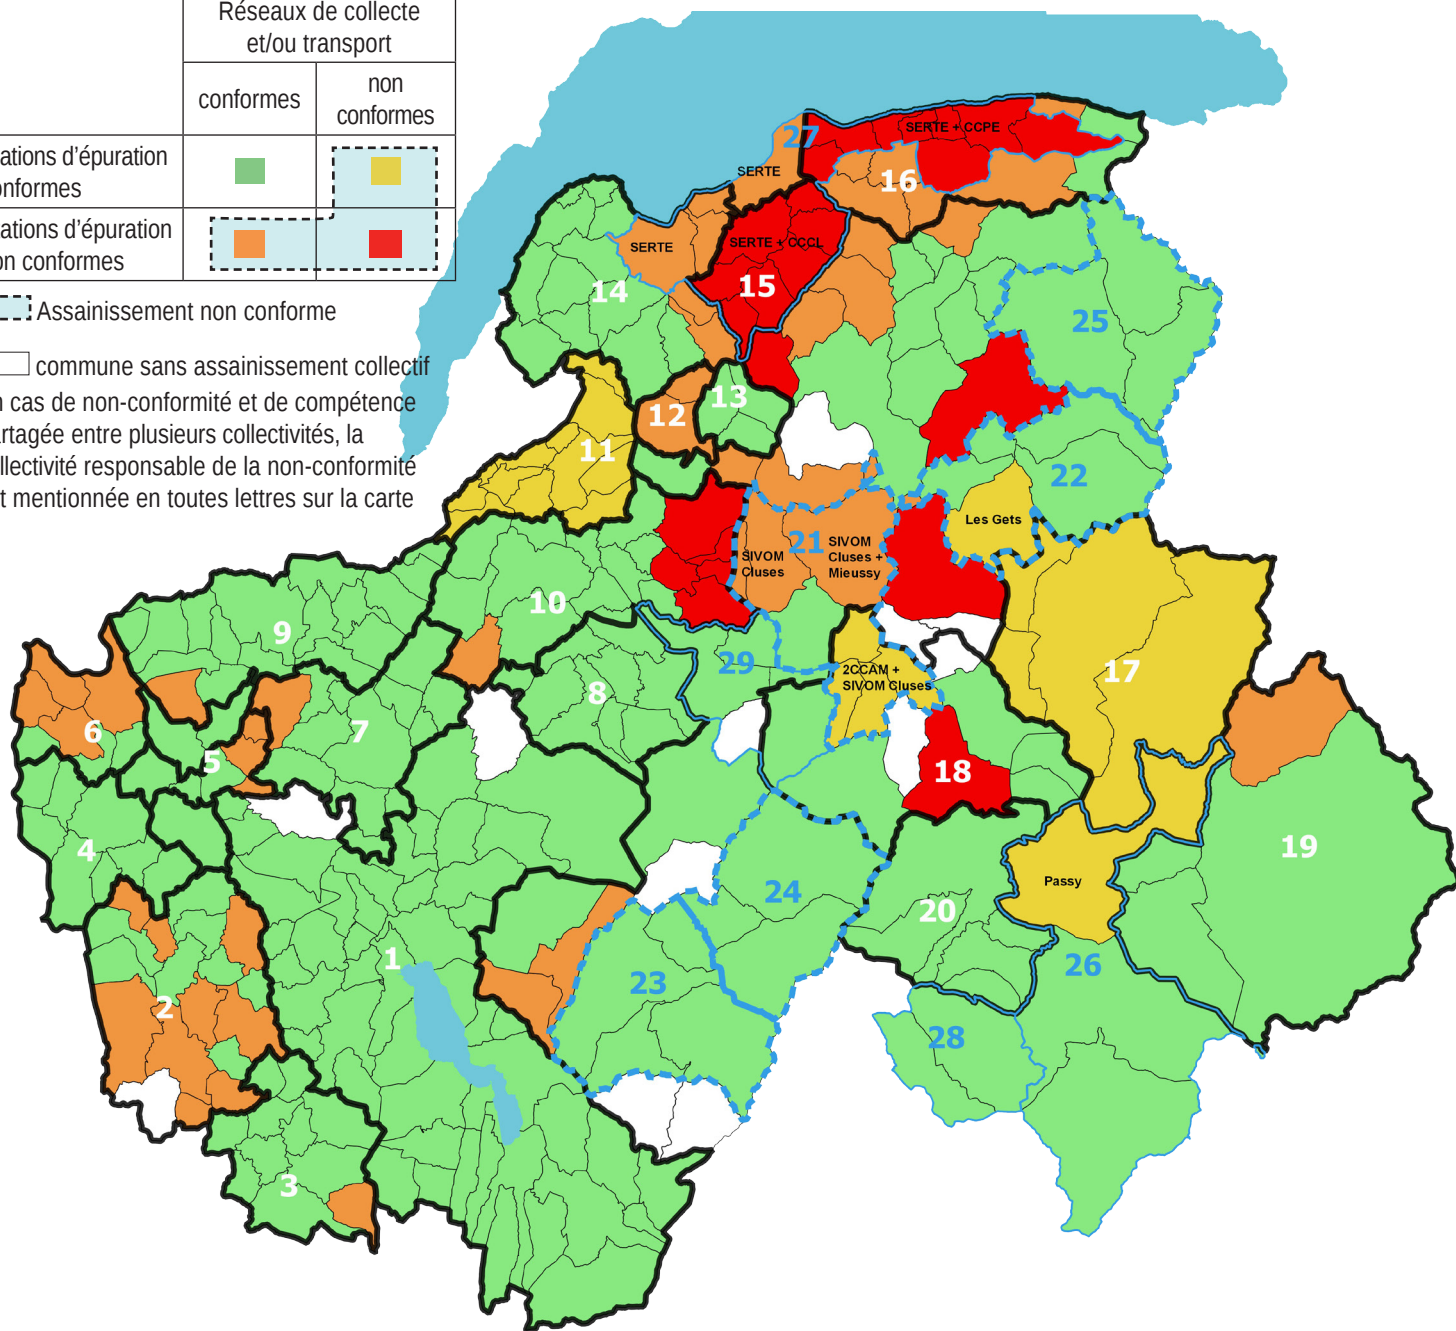 Réseaux de collecte
et/ou transport
conformes
non
conformes
ations d'épuration
onformes
ations d'épuration
on conformes
Assainissement non conforme
commune sans assainissement collectif
n cas de non-conformité et de compétence
artagée entre plusieurs collectivités, la
llectivité responsable de la non-conformité
t mentionnée en toutes lettres sur la carte
27
SERTE + CCPE
SERTE
16
SERTE
SERTE + CCCL
15
14
25
13
12
11
22
Les Gets
21
SIVOM
Cluses +
Mieussy
SIVOM
Cluses
10
9
29
2CCAM +
SIVOM Cluses
17
8
6
7
5
18
4
19
Passy
24
20
1
26
23
2
28
3